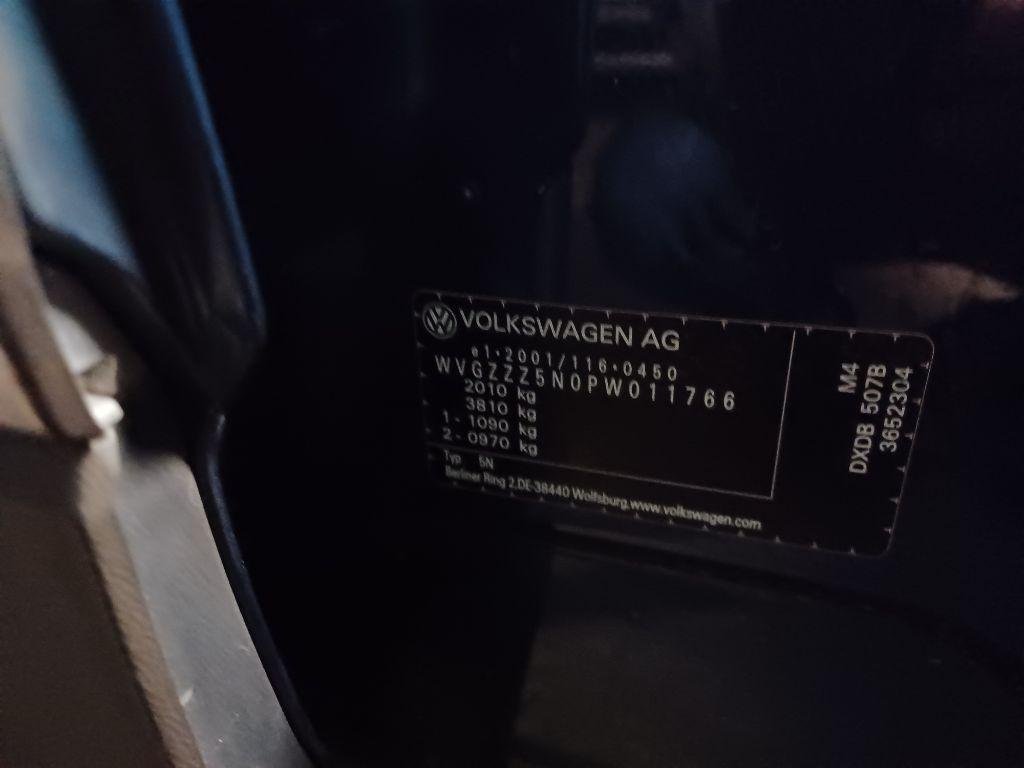 VOLKSWAGEN AG
e1*2001/116*0450
WVGZZZ5N0PW011766
2010 kg
3810 kg
1 - 1090 kg
2 - 0970 kg
Typ 5N
Berliner Ring 2,DE-38440 Wolfsburg,www.volkswagen.com
M4
DXDB 507B
3652304